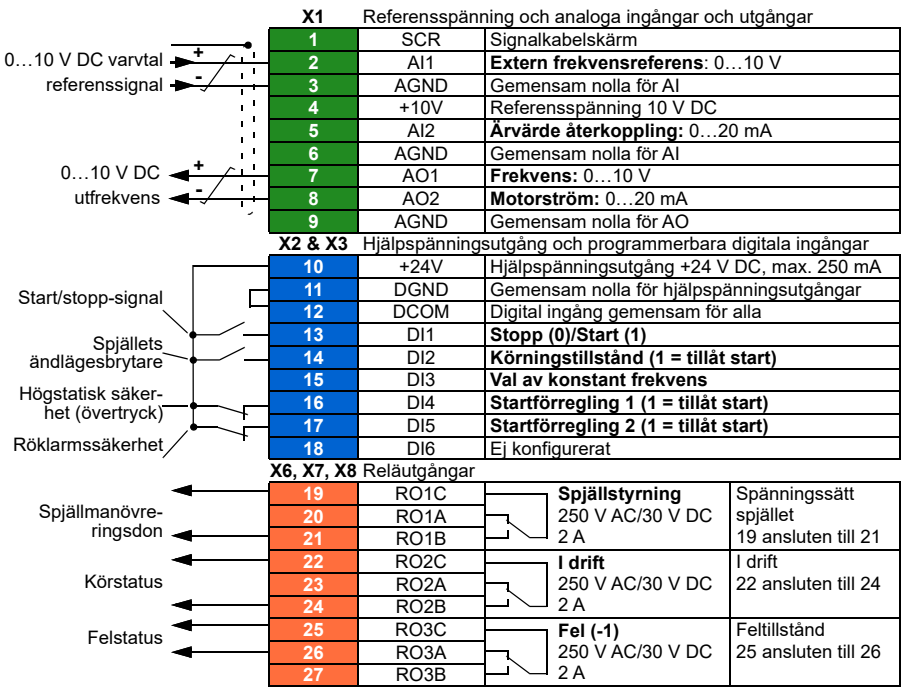 X1 Referensspänning och analoga ingångar och utgångar
1 SCR Signalkabelskärm
0…10 V DC varvtal + 2 AI1 Extern frekvensreferens: 0…10 V
referenssignal - 3 AGND Gemensam nolla för AI
4 +10V Referensspänning 10 V DC
5 AI2 Ärvärde återkoppling: 0…20 mA
6 AGND Gemensam nolla för AI
0…10 V DC + 7 AO1 Frekvens: 0…10 V
utfrekvens - 8 AO2 Motorström: 0…20 mA
9 AGND Gemensam nolla för AO
X2 & X3 Hjälpspänningsutgång och programmerbara digitala ingångar
10 +24V Hjälpspänningsutgång +24 V DC, max. 250 mA
Start/stopp-signal 11 DGND Gemensam nolla för hjälpspänningsutgångar
12 DCOM Digital ingång gemensam för alla
Spjällets 13 DI1 Stopp (0)/Start (1)
ändlägesbrytare 14 DI2 Körningstillstånd (1 = tillåt start)
15 DI3 Val av konstant frekvens
Högstatisk säker-
het (övertryck) 16 DI4 Startförregling 1 (1 = tillåt start)
17 DI5 Startförregling 2 (1 = tillåt start)
Röklarmssäkerhet 18 DI6 Ej konfigurerat
X6, X7, X8 Reläutgångar
19 RO1C Spjällstyrning Spänningssätt
Spjällmanövre- 20 RO1A 250 V AC/30 V DC spjället
ringsdon 21 RO1B 2 A 19 ansluten till 21
22 RO2C I drift I drift
Körstatus 23 RO2A 250 V AC/30 V DC 22 ansluten till 24
24 RO2B 2 A
25 RO3C Fel (-1) Feltillstånd
Felstatus 26 RO3A 250 V AC/30 V DC 25 ansluten till 26
27 RO3B 2 A